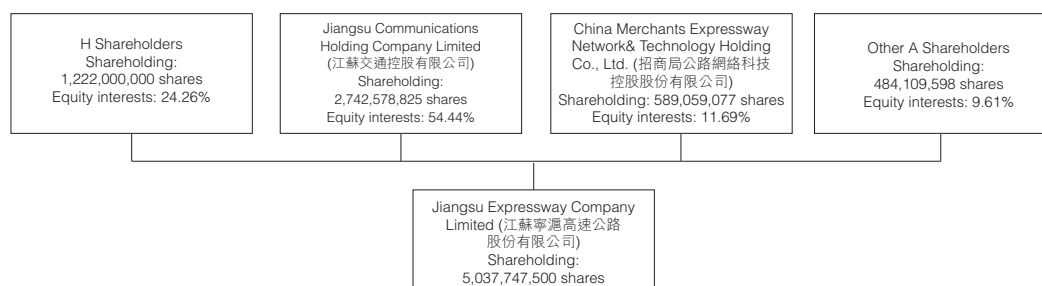 H Shareholders
Shareholding:
1,222,000,000 shares
Equity interests: 24.26%
Jiangsu Communications
Holding Company Limited
(江蘇交通控股有限公司)
Shareholding:
2,742,578,825 shares
Equity interests: 54.44%
China Merchants Expressway
Network& Technology Holding
Co., Ltd. (招商局公路網絡科技
控股股份有限公司)
Shareholding: 589,059,077 shares
Equity interests: 11.69%
Other A Shareholders
Shareholding:
484,109,598 shares
Equity interests: 9.61%
Jiangsu Expressway Company
Limited (江蘇寧滬高速公路
股份有限公司)
Shareholding:
5,037,747,500 shares